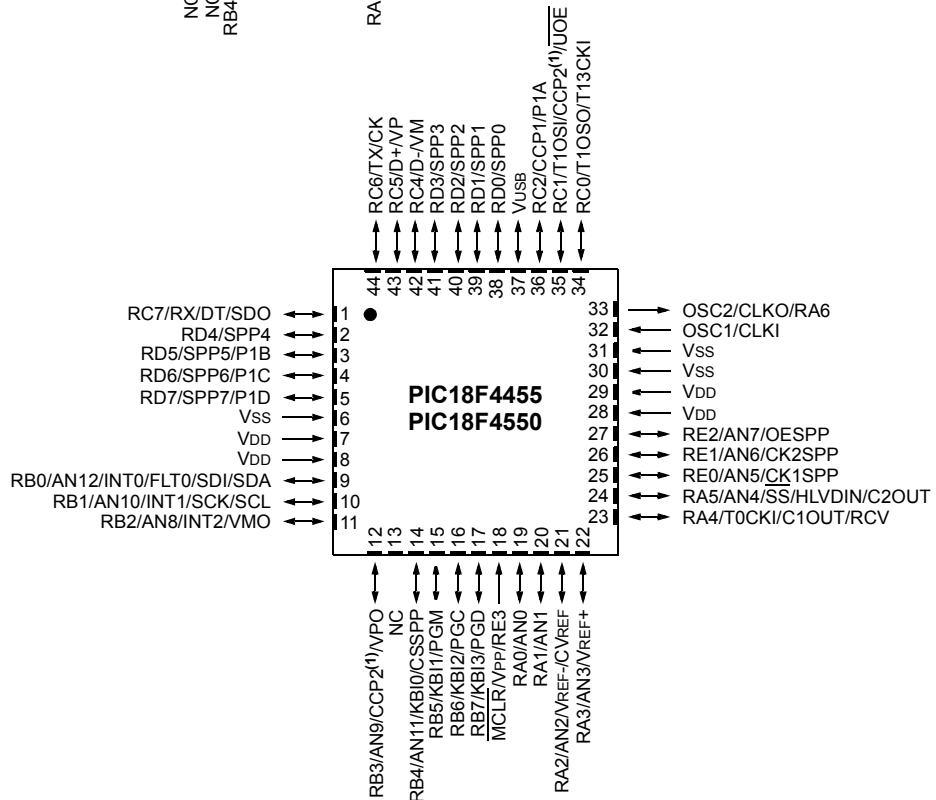 NC
NC
RB4
RA
RC6/TX/CK
RC5/D+/VP
RC4/D-/VM
RD3/SPP3
RD2/SPP2
RD1/SPP1
RD0/SPP0
VUSB
RC2/CCP1/P1A
RC1/T1OSI/CCP2(1)/UOE
RC0/T1OSO/T13CKI
44
43
42
41
40
39
38
37
36
35
34
RC7/RX/DT/SDO 1
RD4/SPP4 2
RD5/SPP5/P1B 3
RD6/SPP6/P1C 4
RD7/SPP7/P1D 5
VSS 6
VDD 7
VDD 8
RB0/AN12/INT0/FLT0/SDI/SDA 9
RB1/AN10/INT1/SCK/SCL 10
RB2/AN8/INT2/VMO 11
PIC18F4455
PIC18F4550
33 OSC2/CLKO/RA6
32 OSC1/CLKI
31 VSS
30 VSS
29 VDD
28 VDD
27 RE2/AN7/OESPP
26 RE1/AN6/CK2SPP
25 RE0/AN5/CK1SPP
24 RA5/AN4/SS/HLVDIN/C2OUT
23 RA4/T0CKI/C1OUT/RCV
12
13
14
15
16
17
18
19
20
21
22
RB3/AN9/CCP2(1)/VPO
NC
RB4/AN11/KBI0/CSSPP
RB5/KBI1/PGM
RB6/KBI2/PGC
RB7/KBI3/PGD
MCLR/VPP/RE3
RA0/AN0
RA1/AN1
RA2/AN2/VREF-/CVREF
RA3/AN3/VREF+